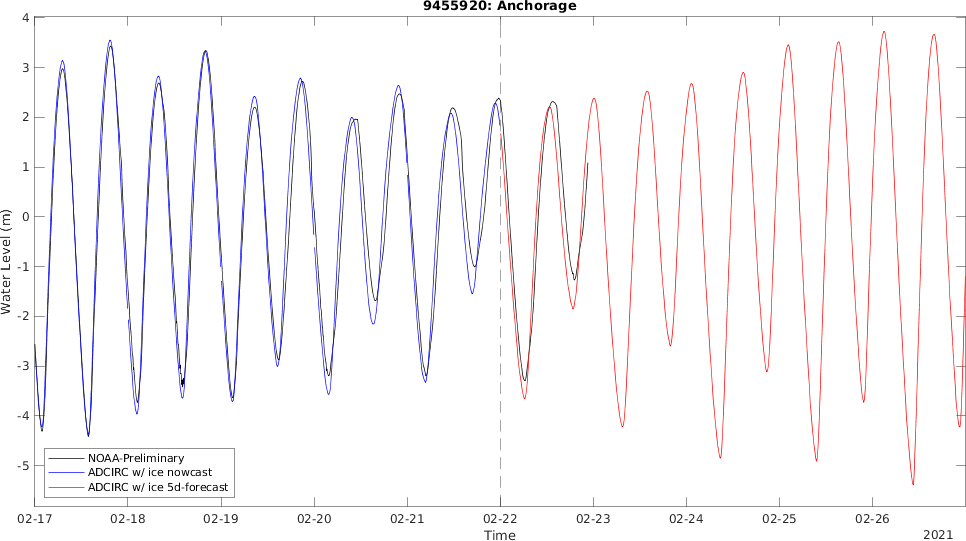 9455920: Anchorage
4
3
2
1
0
-1
-2
-3
-4
-5
Water Level (m)
NOAA-Preliminary
ADCIRC w/ ice nowcast
ADCIRC w/ ice 5d-forecast
02-17 02-18 02-19 02-20 02-21 02-22 02-23 02-24 02-25 02-26
Time
2021